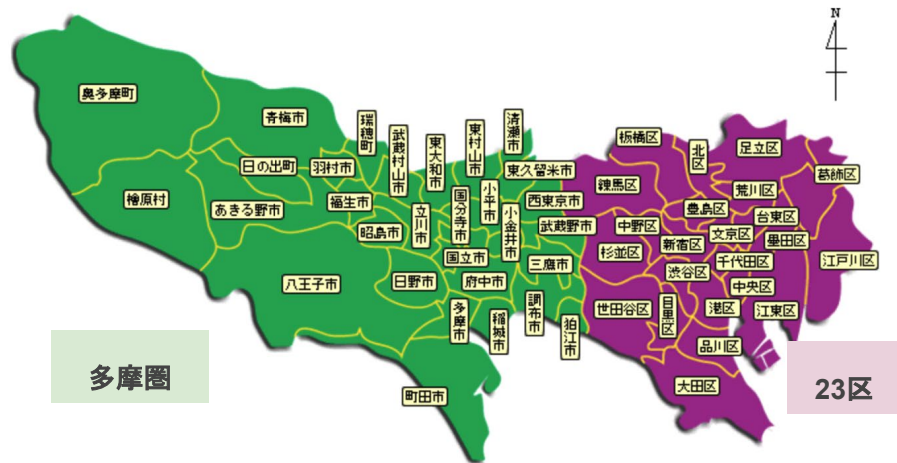 N
奥多摩町
青梅市
瑞穂町
武蔵村山市
東大和市
東村山市
清瀬市
東久留米市
日の出町
羽村市
檜原村
あきる野市
福生市
昭島市
立川市
国分寺市
小平市
小金井市
西東京市
武蔵野市
国立市
三鷹市
八王子市
日野市
府中市
多摩市
稲城市
調布市
狛江市
町田市
板橋区
北区
足立区
葛飾区
練馬区
豊島区
荒川区
台東区
中野区
新宿区
文京区
墨田区
杉並区
渋谷区
千代田区
江戸川区
世田谷区
目黒区
港区
中央区
江東区
品川区
大田区
多摩圏
23区